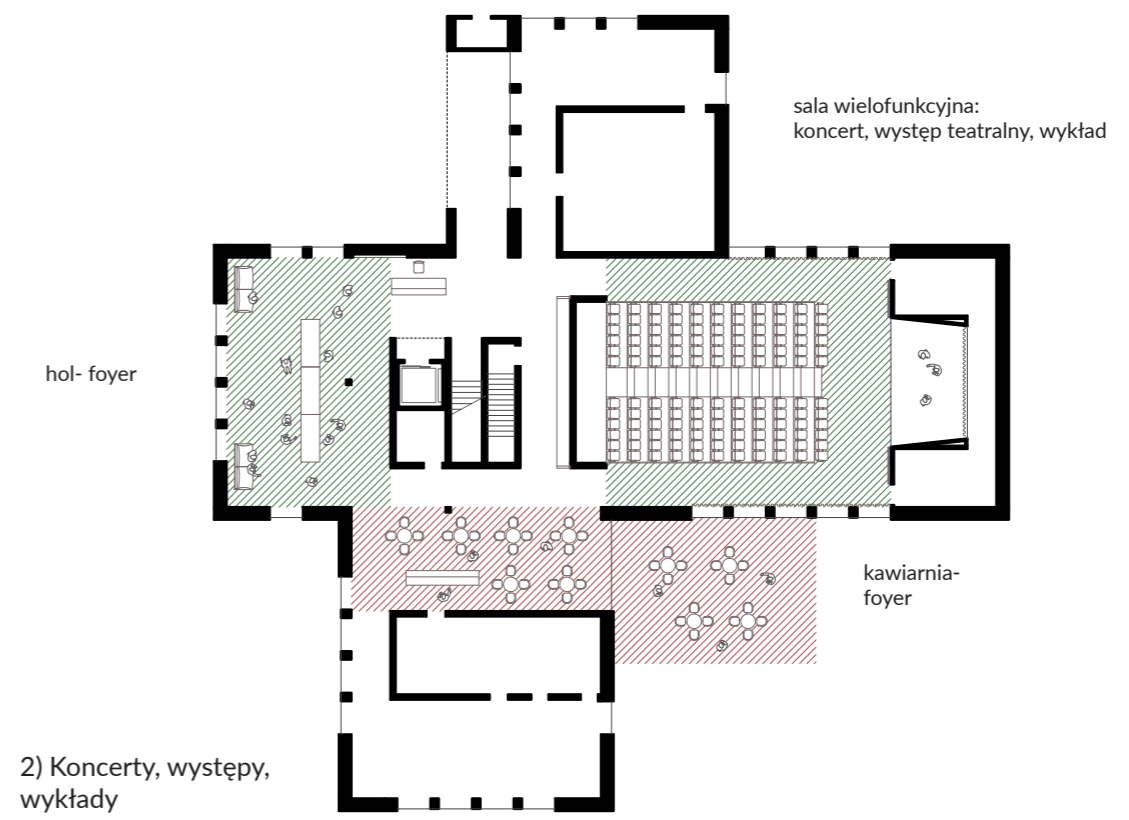 sala wielofunkcyjna:
koncert, występ teatralny, wykład
hol- foyer
kawiarnia-
foyer
2) Koncerty, występy,
wykłady